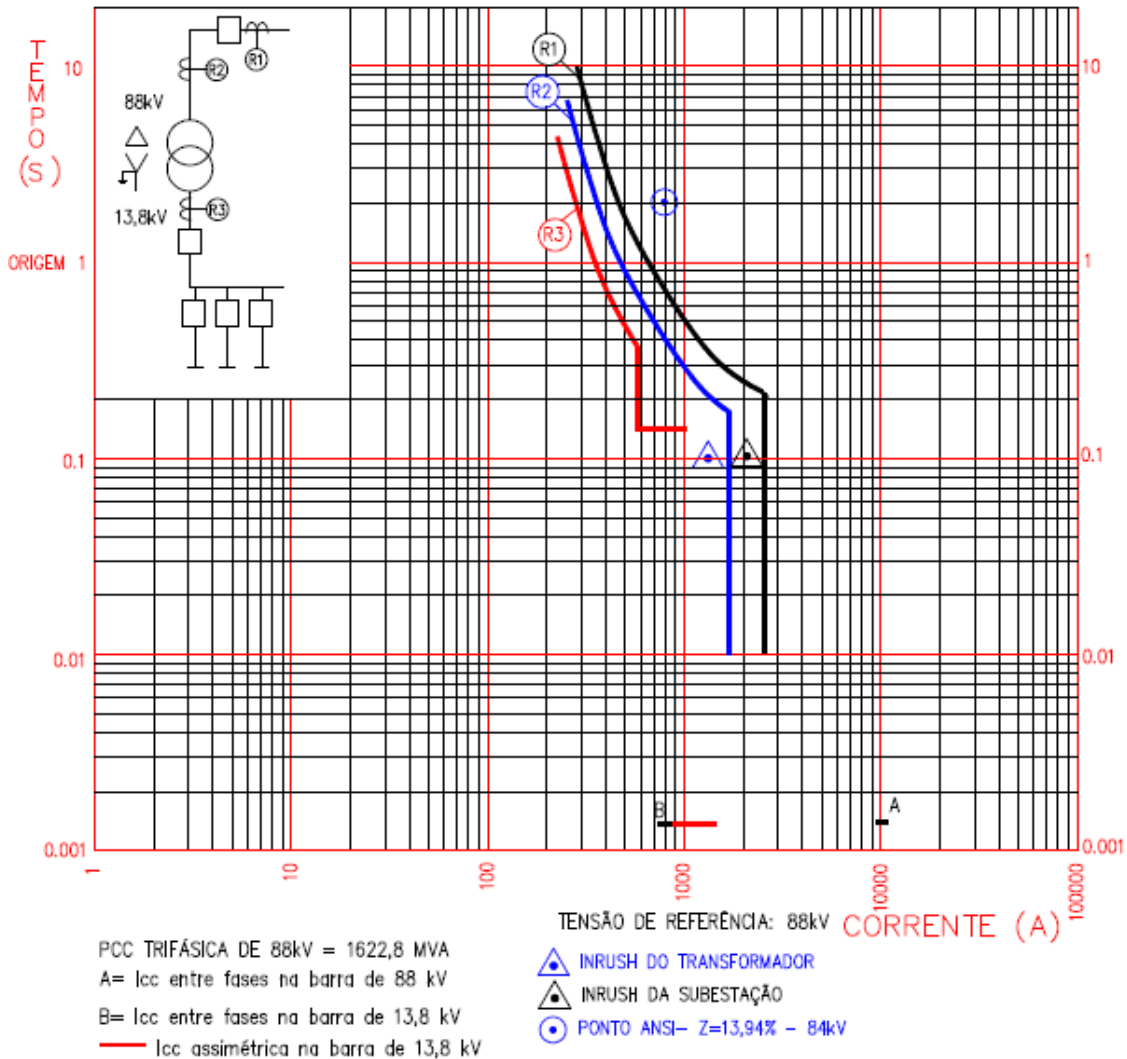 TEMPO
(S)
ORIGEM
10
1
0.1
0.01
0.001
10
1
0.1
0.01
0.001
R1
R2
88kV
13,8kV
R3
R1
R2
R3
B
A
1
10
100
1000
10000
100000
TENSÃO DE REFERÊNCIA: 88kV
CORRENTE (A)
PCC TRIFÁSICA DE 88kV = 1622,8 MVA
A= Icc entre fases na barra de 88 kV
B= Icc entre fases na barra de 13,8 kV
Icc assimétrica na barra de 13,8 kV
INRUSH DO TRANSFORMADOR
INRUSH DA SUBESTAÇÃO
PONTO ANSI- Z=13,94% - 84kV